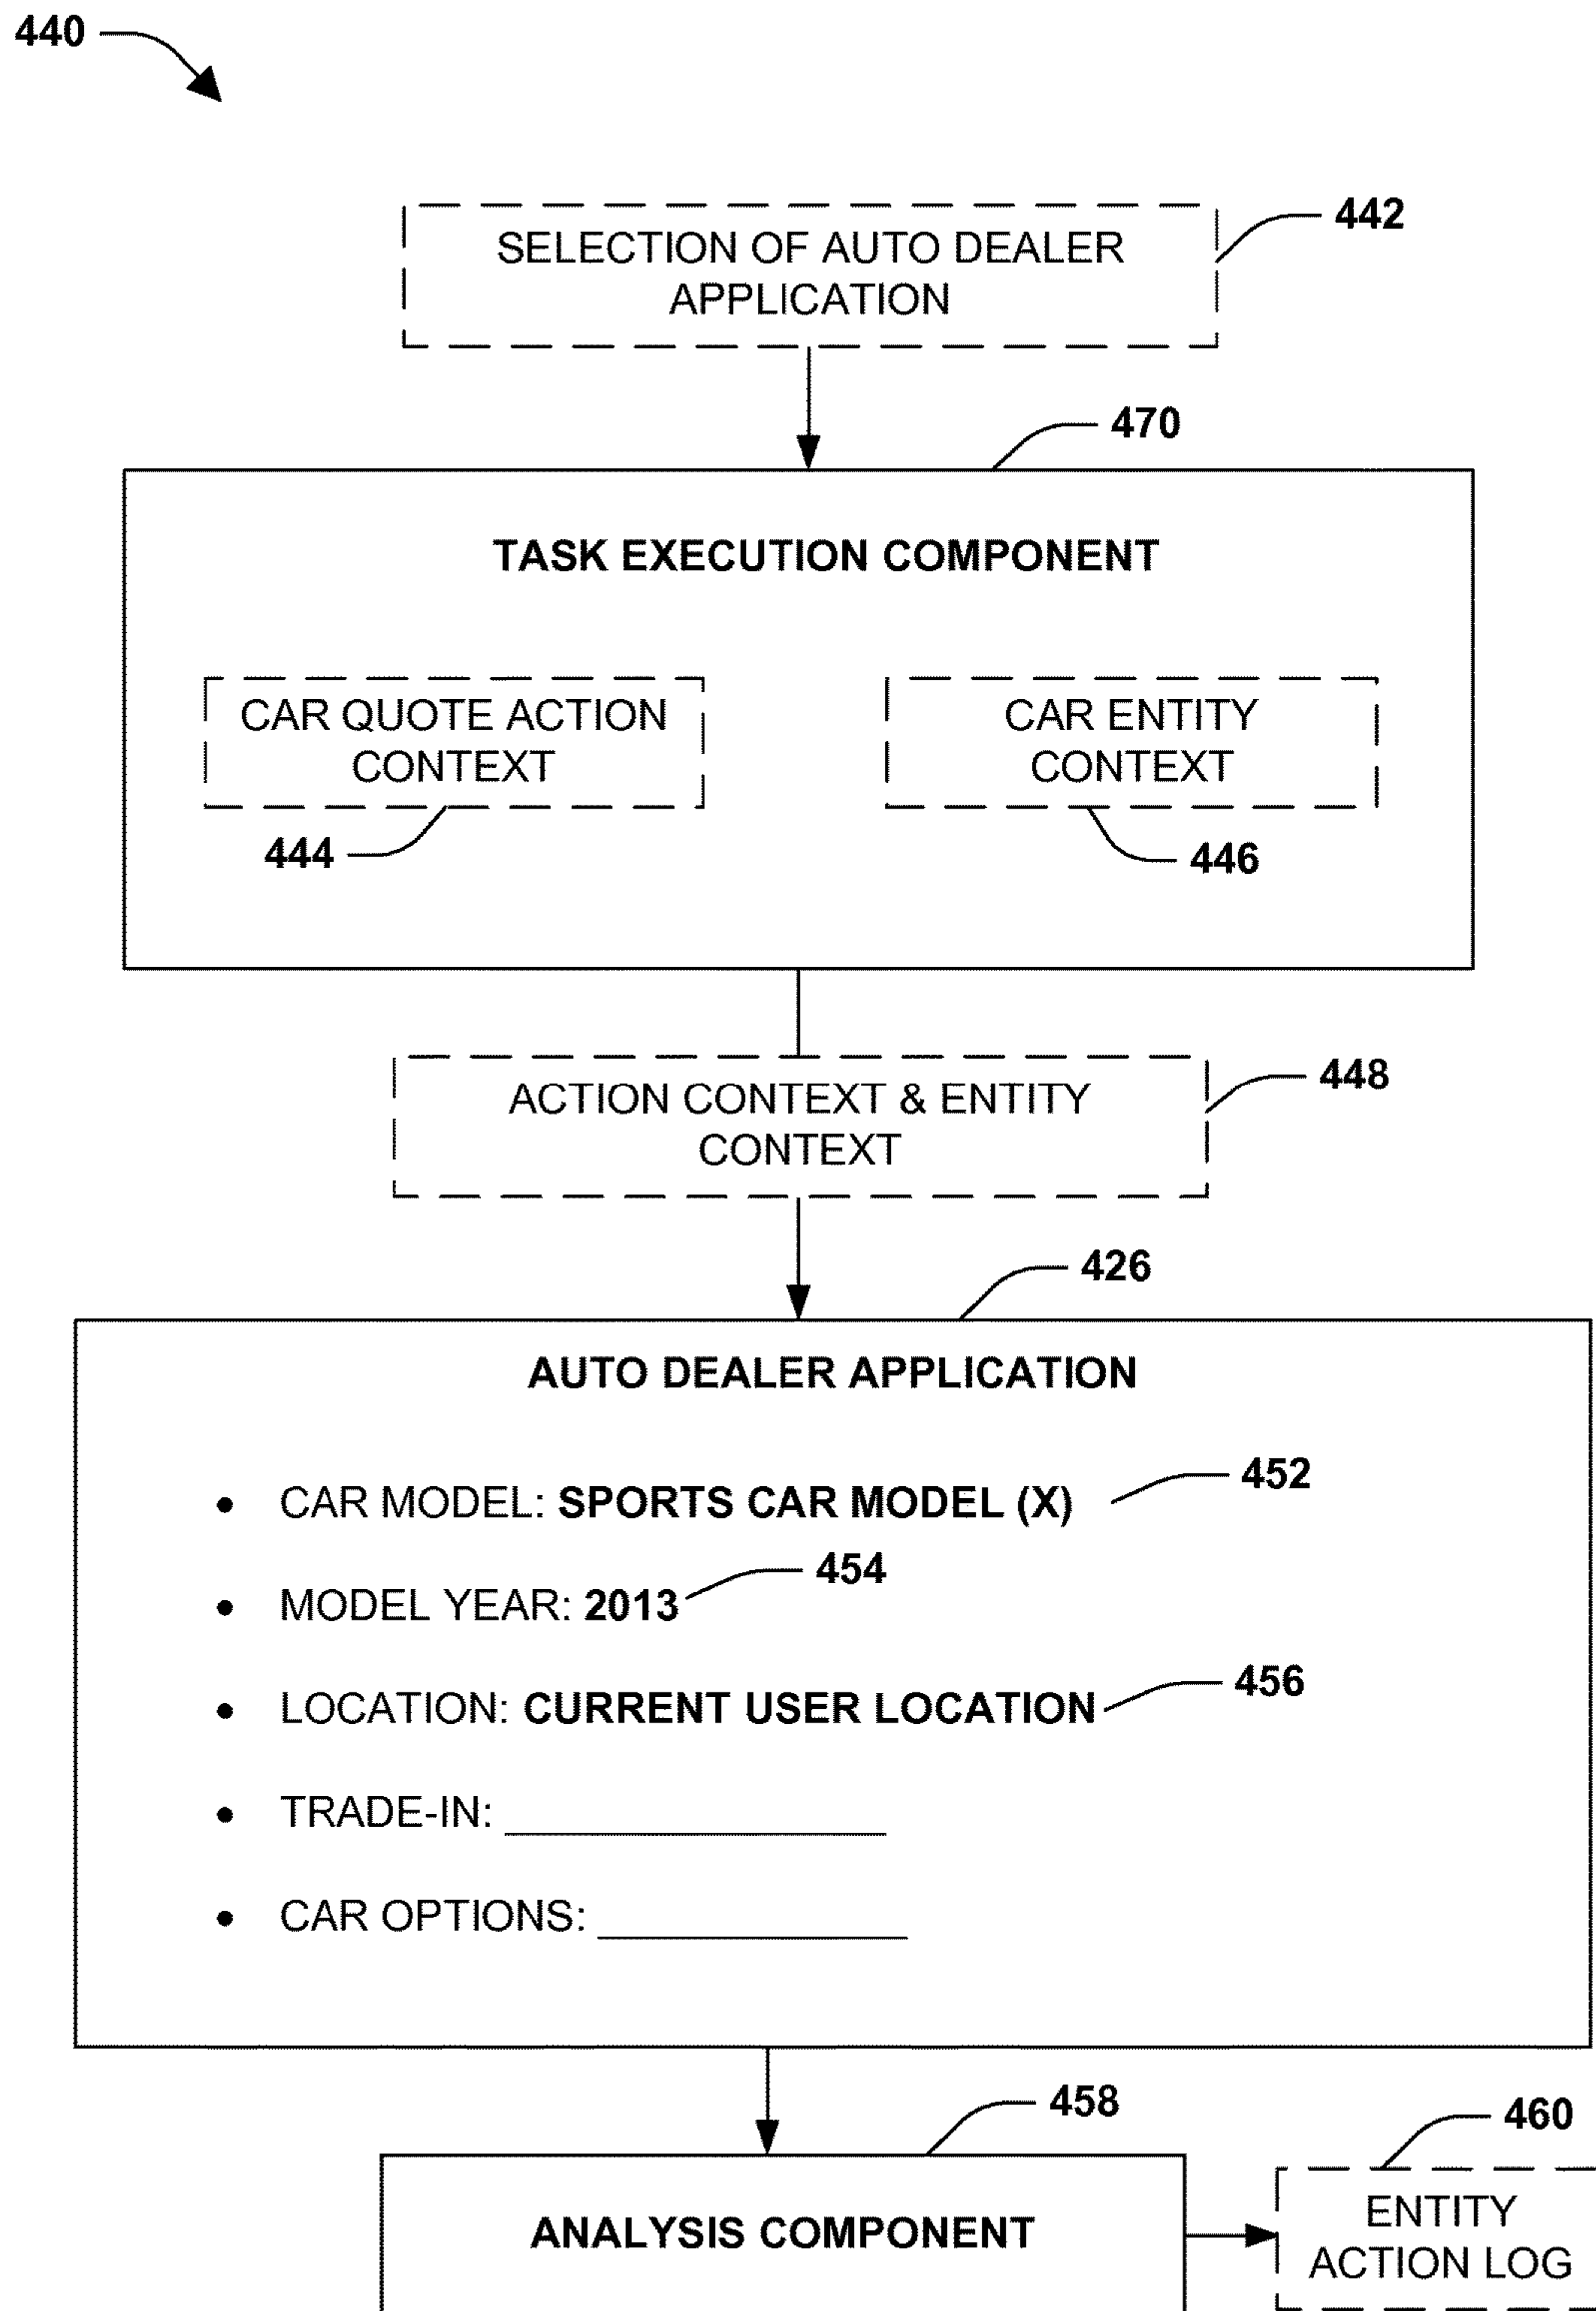 440
SELECTION OF AUTO DEALER
APPLICATION
442
470
TASK EXECUTION COMPONENT
CAR QUOTE ACTION
CONTEXT
CAR ENTITY
CONTEXT
444
446
ACTION CONTEXT & ENTITY
CONTEXT
448
426
AUTO DEALER APPLICATION
• CAR MODEL: SPORTS CAR MODEL (X)
452
• MODEL YEAR: 2013
454
• LOCATION: CURRENT USER LOCATION
456
• TRADE-IN: ________________
• CAR OPTIONS: _____________
458
ANALYSIS COMPONENT
460
ENTITY
ACTION LOG